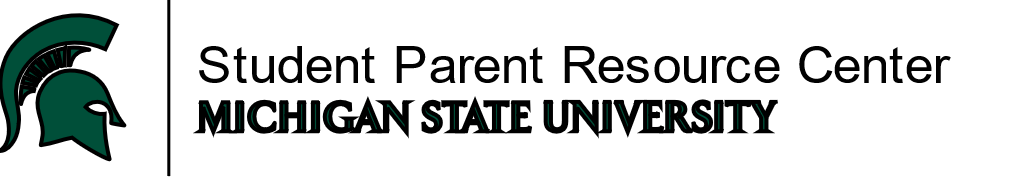 Student Parent Resource Center
MICHIGAN STATE UNIVERSITY